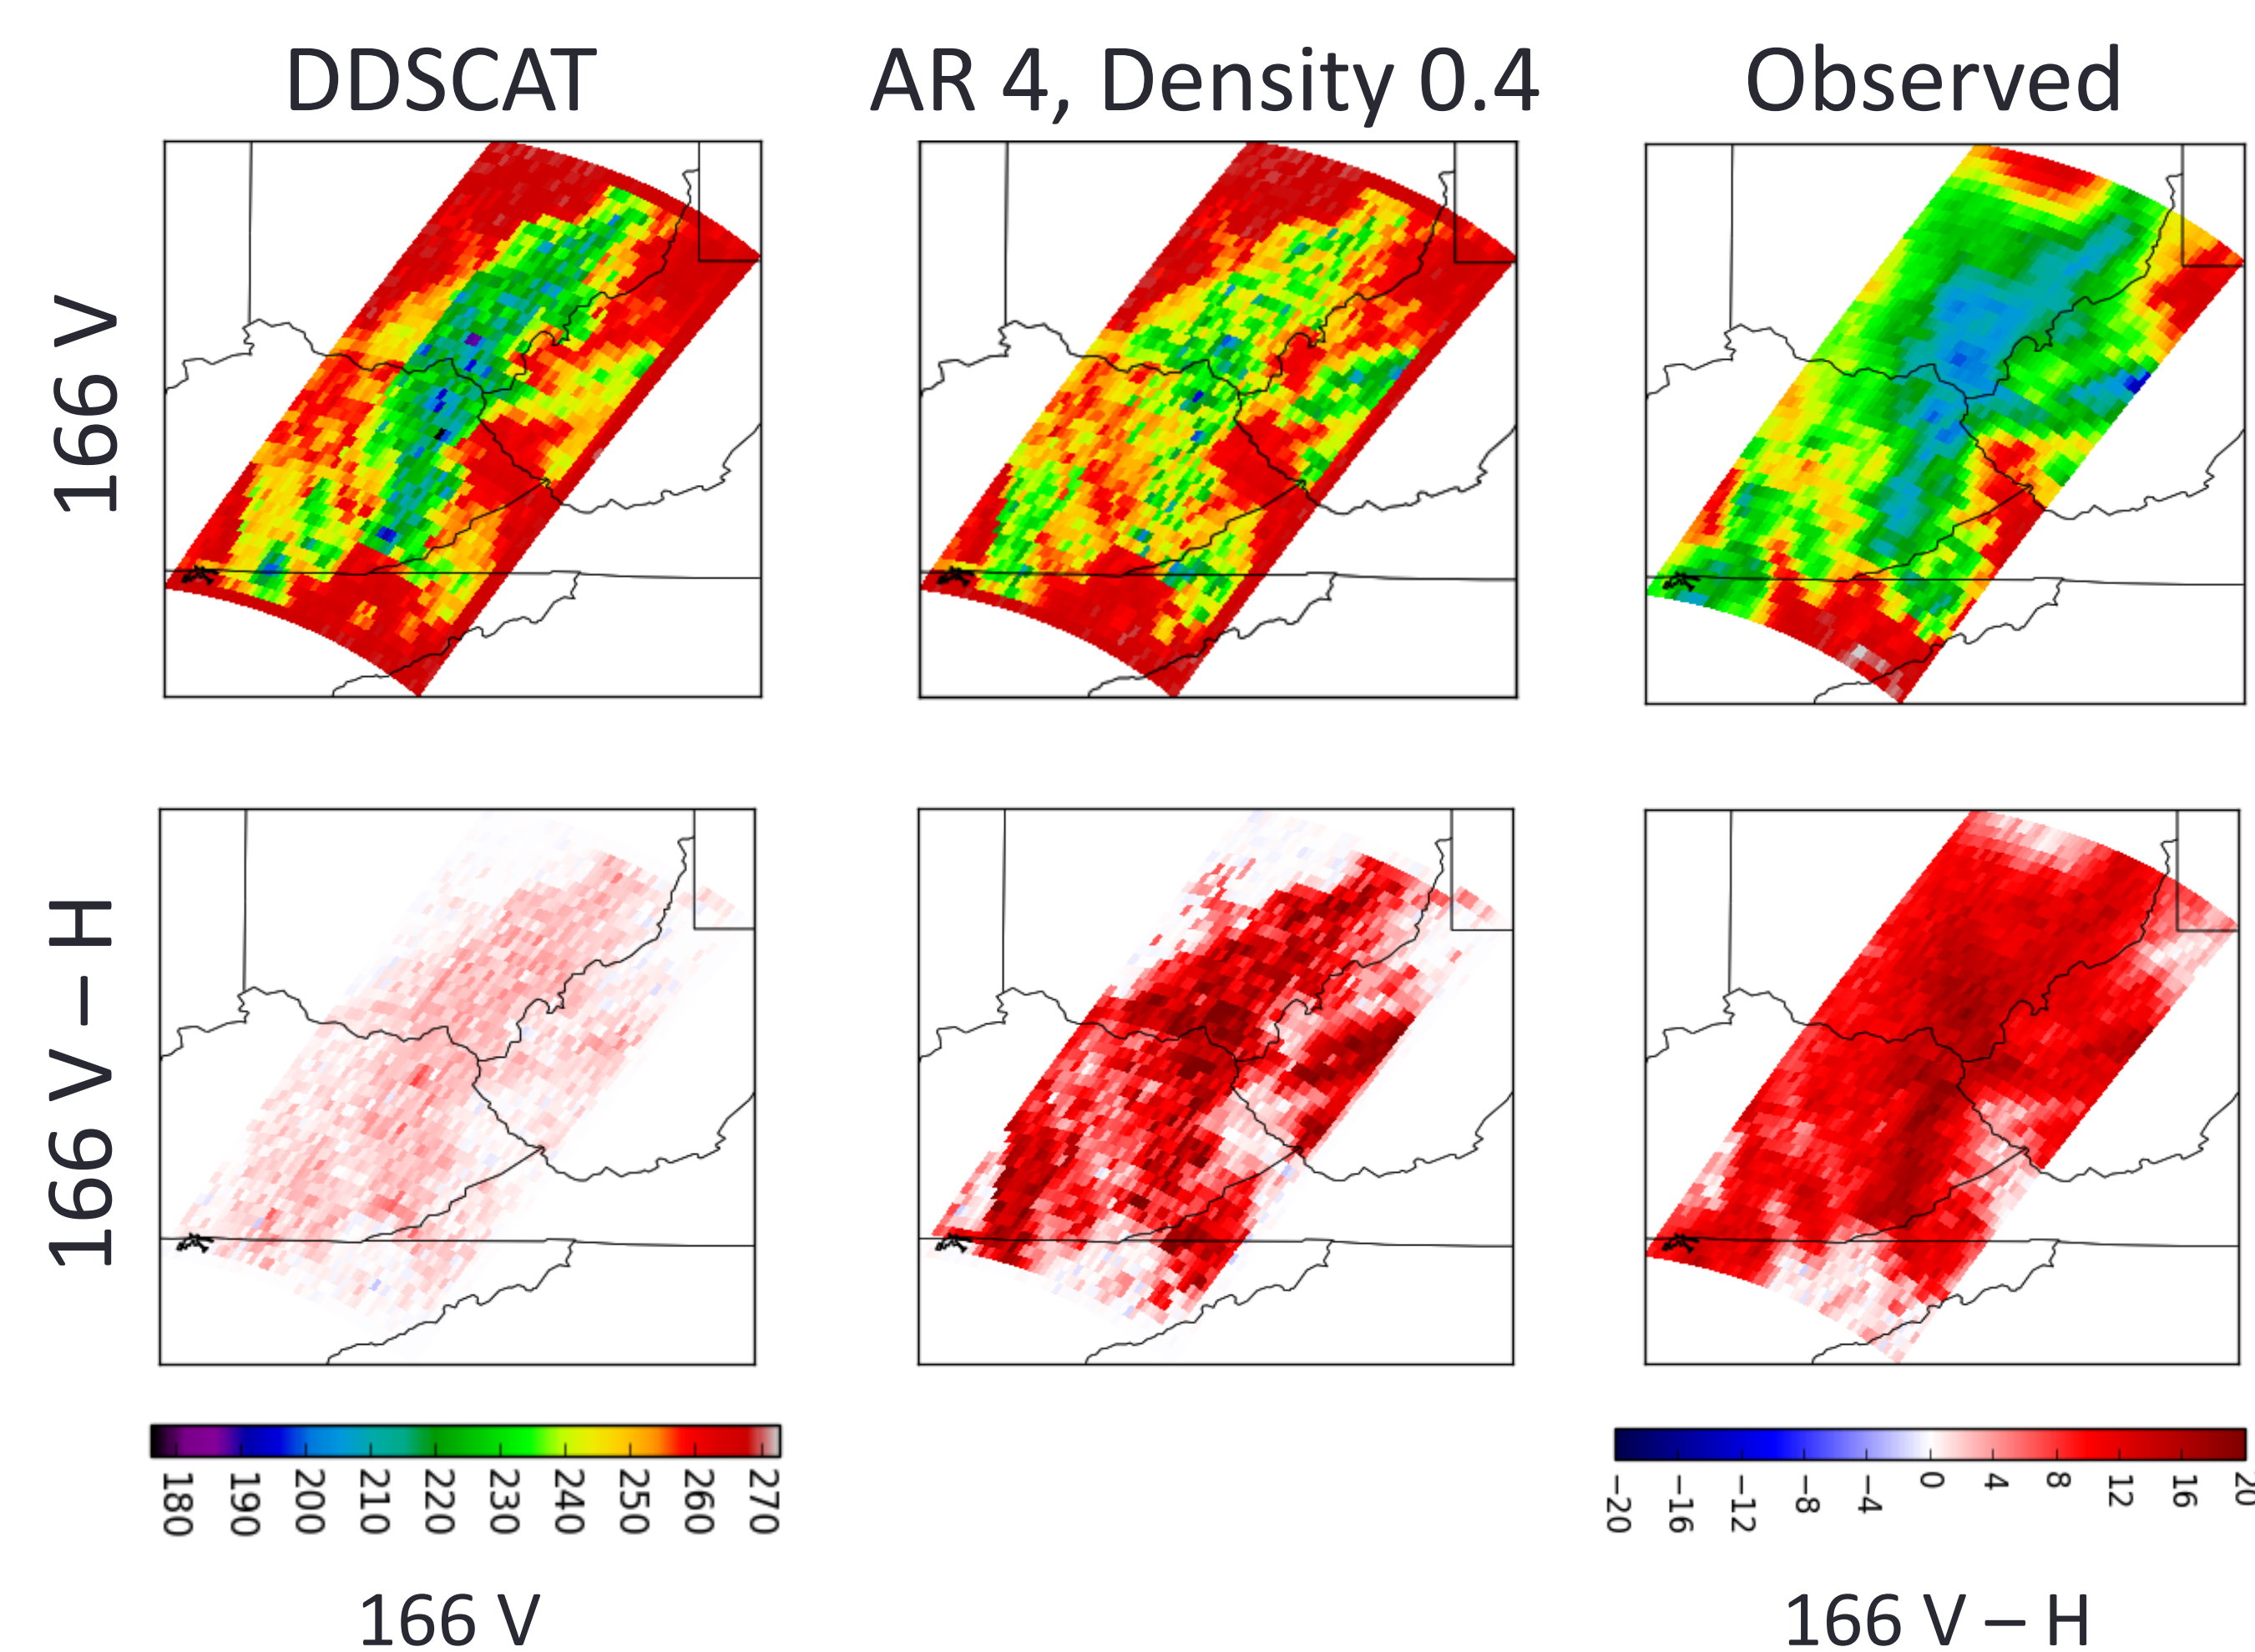 DDSCAT
AR 4, Density 0.4
Observed
166 V
166 V – H
180 190 200 210 220 230 240 250 260 270
−20 −16 −12 −8 −4 0 4 8 12 16 20
166 V
166 V – H